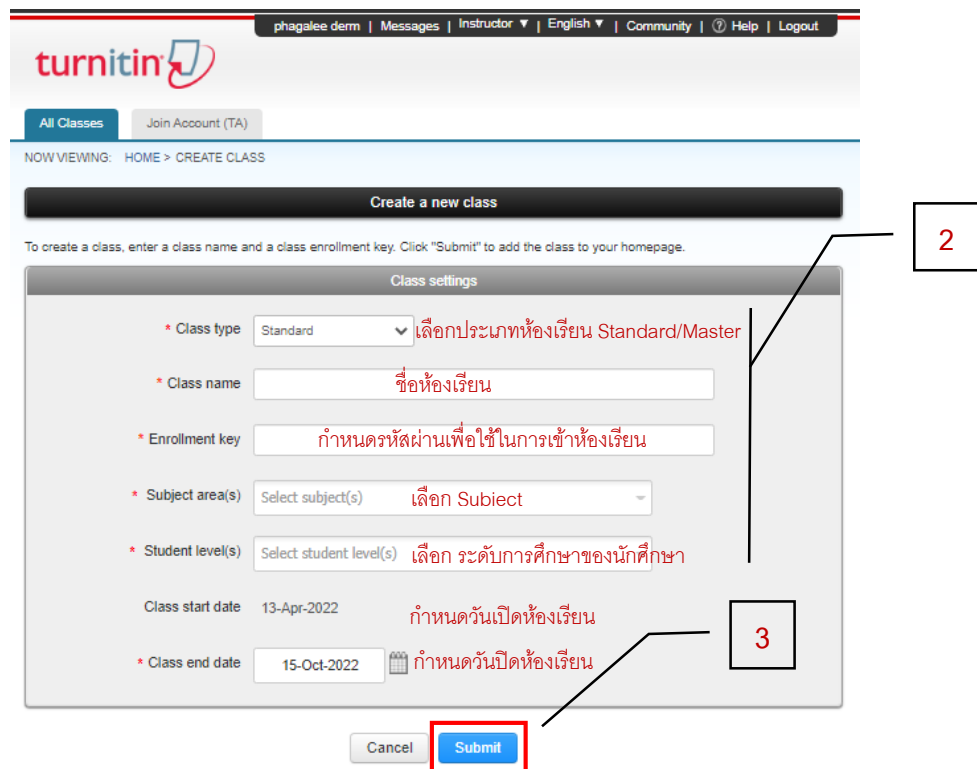 phagalee derm | Messages | Instructor ▼ | English ▼ | Community | ? Help | Logout
turnitin
All Classes Join Account (TA)
NOW VIEWING: HOME > CREATE CLASS
Create a new class
2
To create a class, enter a class name and a class enrollment key. Click "Submit" to add the class to your homepage.
Class settings
* Class type Standard เลือกประเภทห้องเรียน Standard/Master
* Class name ชื่อห้องเรียน
* Enrollment key กำหนดรหัสผ่านเพื่อใช้ในการเข้าห้องเรียน
* Subject area(s) Select subject(s) เลือก Subiect
* Student level(s) Select student level(s) เลือก ระดับการศึกษาของนักศึกษา
Class start date 13-Apr-2022 กำหนดวันเปิดห้องเรียน
3
* Class end date 15-Oct-2022 กำหนดวันปิดห้องเรียน
Cancel Submit